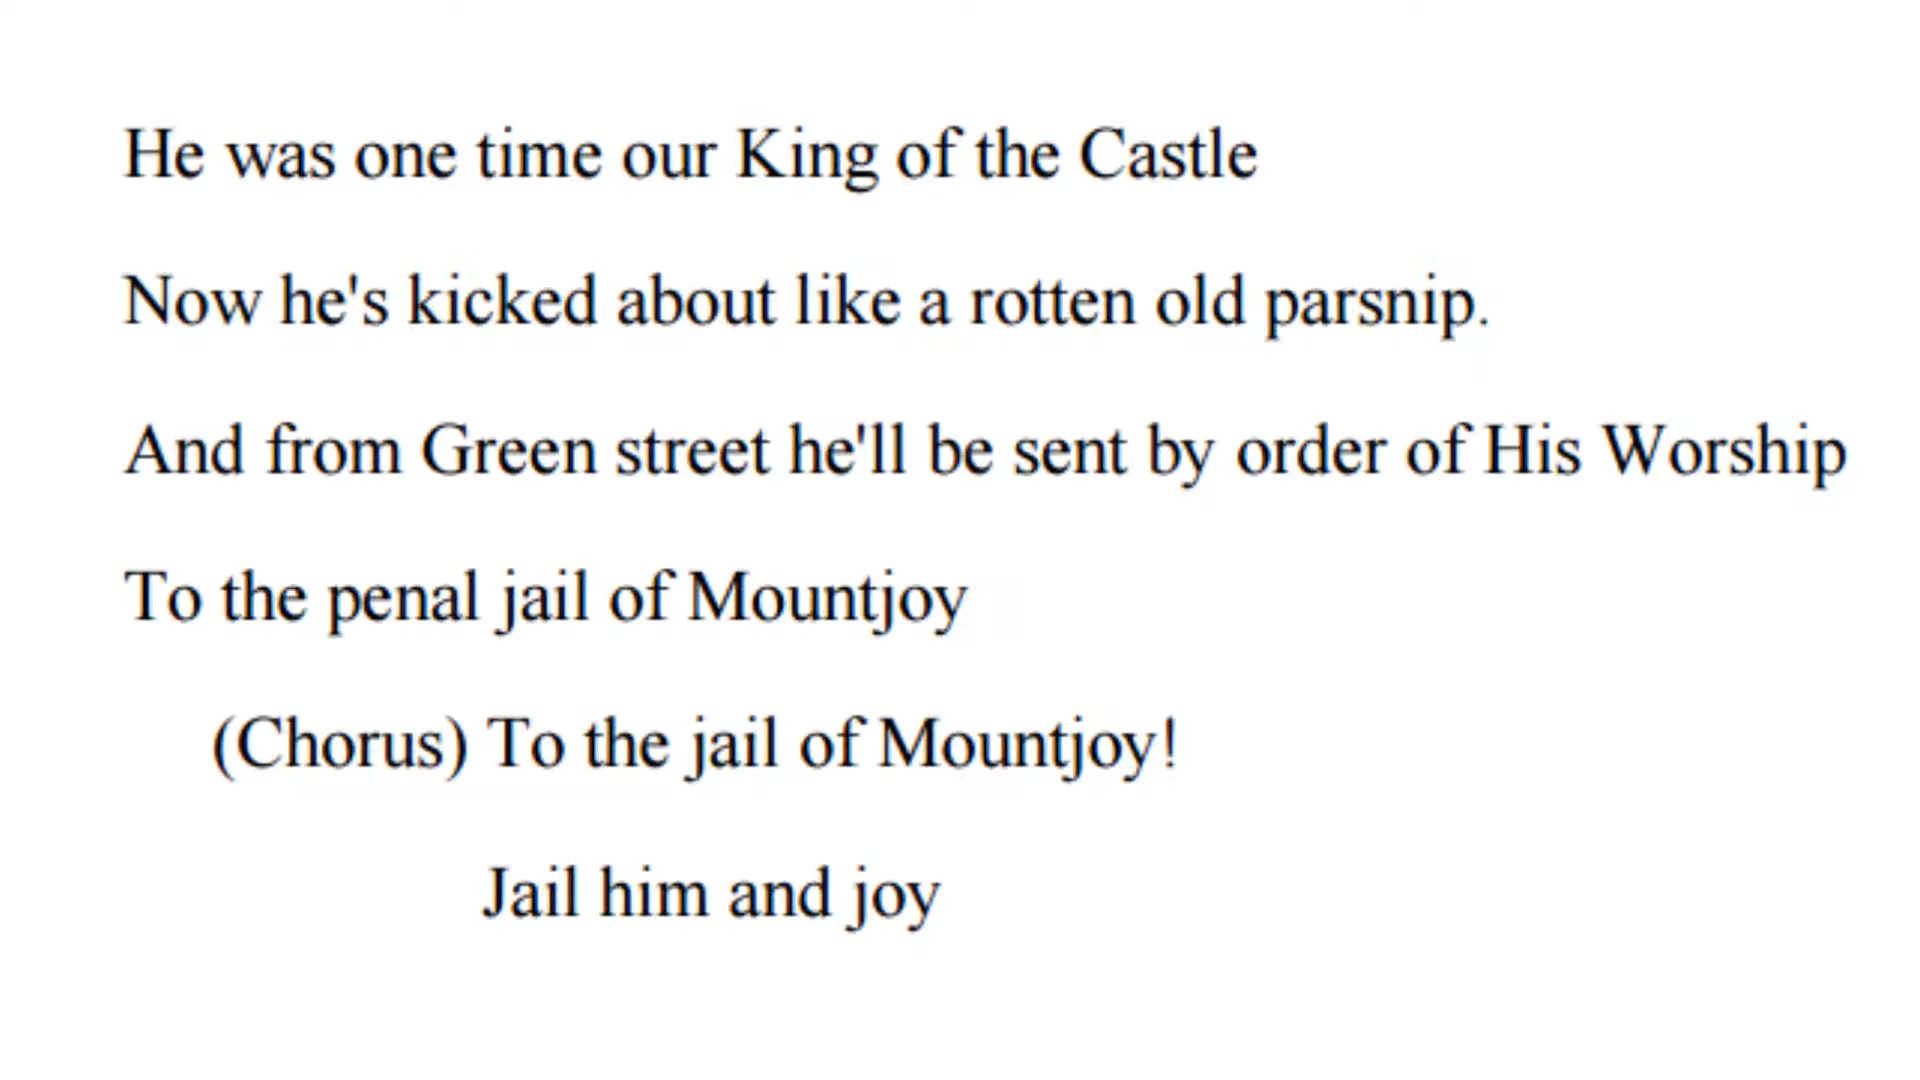 He was one time our King of the Castle
Now he's kicked about like a rotten old parsnip.
And from Green street he'll be sent by order of His Worship
To the penal jail of Mountjoy
(Chorus) To the jail of Mountjoy!
Jail him and joy